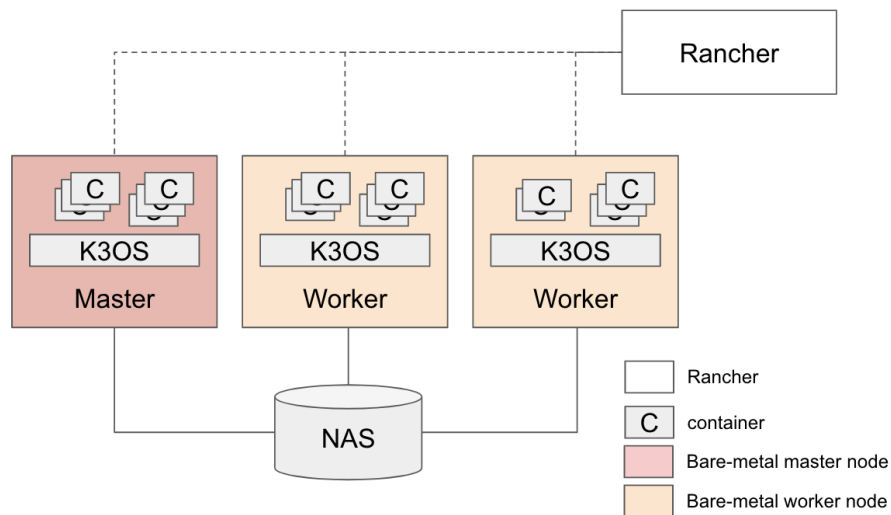 Rancher
C C
C C C C
K3OS K3OS K3OS
Master Worker Worker
NAS
Rancher
C container
Bare-metal master node
Bare-metal worker node